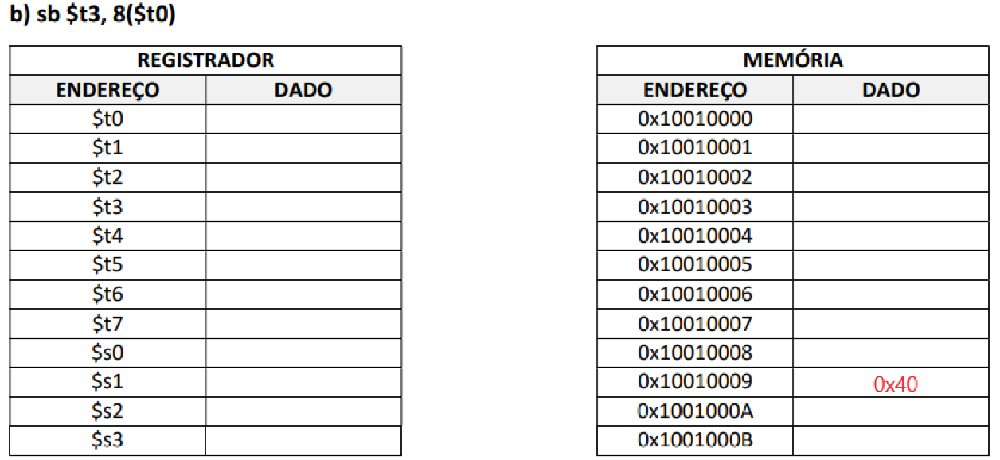 b) sb $t3, 8($t0)
REGISTRADOR
ENDEREÇO DADO
$t0
$t1
$t2
$t3
$t4
$t5
$t6
$t7
$s0
$s1
$s2
$s3
MEMÓRIA
ENDEREÇO DADO
0x10010000
0x10010001
0x10010002
0x10010003
0x10010004
0x10010005
0x10010006
0x10010007
0x10010008
0x10010009 0x40
0x1001000A
0x1001000B